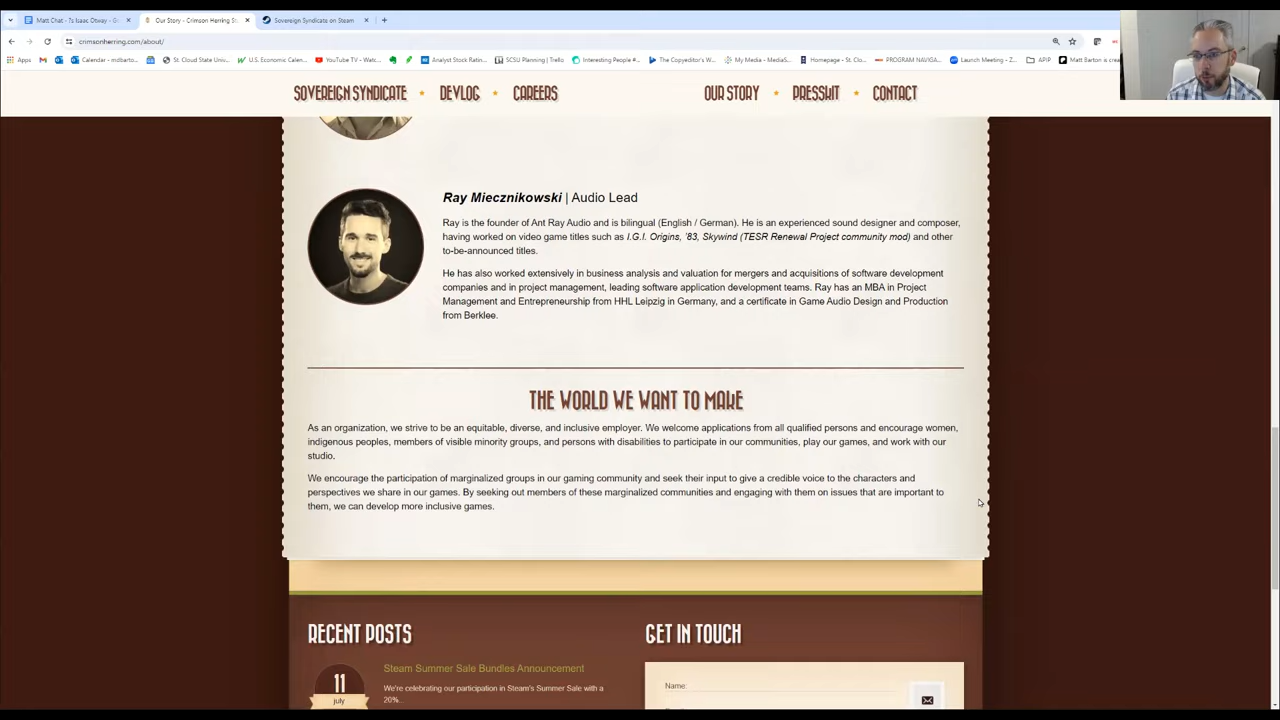 Matt Chat - 7s Isaac Otway - G
Our Story - Crimson Herring St
Sovereign Syndicate on Steam
crimsonherring.com/about/
Apps
Calendar - mdbarto...
St. Cloud State Univ...
U.S. Economic Calen...
YouTube TV - Watc...
Analyst Stock Ratin...
SCSU Planning | Trello
Interesting People #...
The Copyeditor's W...
My Media - MediaS...
Homepage - St. Clo...
PROGRAM NAVIGA...
Launch Meeting - Z...
APIP
Matt Barton is creat
SOVEREIGN SYNDICATE
DEVLOG
CAREERS
OUR STORY
PRESSKIT
CONTACT
Ray Miecznikowski | Audio Lead
Ray is the founder of Ant Ray Audio and is bilingual (English / German). He is an experienced sound designer and composer,
having worked on video game titles such as I.G.I. Origins, '83, Skywind (TESR Renewal Project community mod) and other
to-be-announced titles.
He has also worked extensively in business analysis and valuation for mergers and acquisitions of software development
companies and in project management, leading software application development teams. Ray has an MBA in Project
Management and Entrepreneurship from HHL Leipzig in Germany, and a certificate in Game Audio Design and Production
from Berklee.
THE WORLD WE WANT TO MAKE
As an organization, we strive to be an equitable, diverse, and inclusive employer. We welcome applications from all qualified persons and encourage women,
indigenous peoples, members of visible minority groups, and persons with disabilities to participate in our communities, play our games, and work with our
studio.
We encourage the participation of marginalized groups in our gaming community and seek their input to give a credible voice to the characters and
perspectives we share in our games. By seeking out members of these marginalized communities and engaging with them on issues that are important to
them, we can develop more inclusive games.
RECENT POSTS
GET IN TOUCH
11
july
Steam Summer Sale Bundles Announcement
We're celebrating our participation in Steam's Summer Sale with a
20%..
Name: